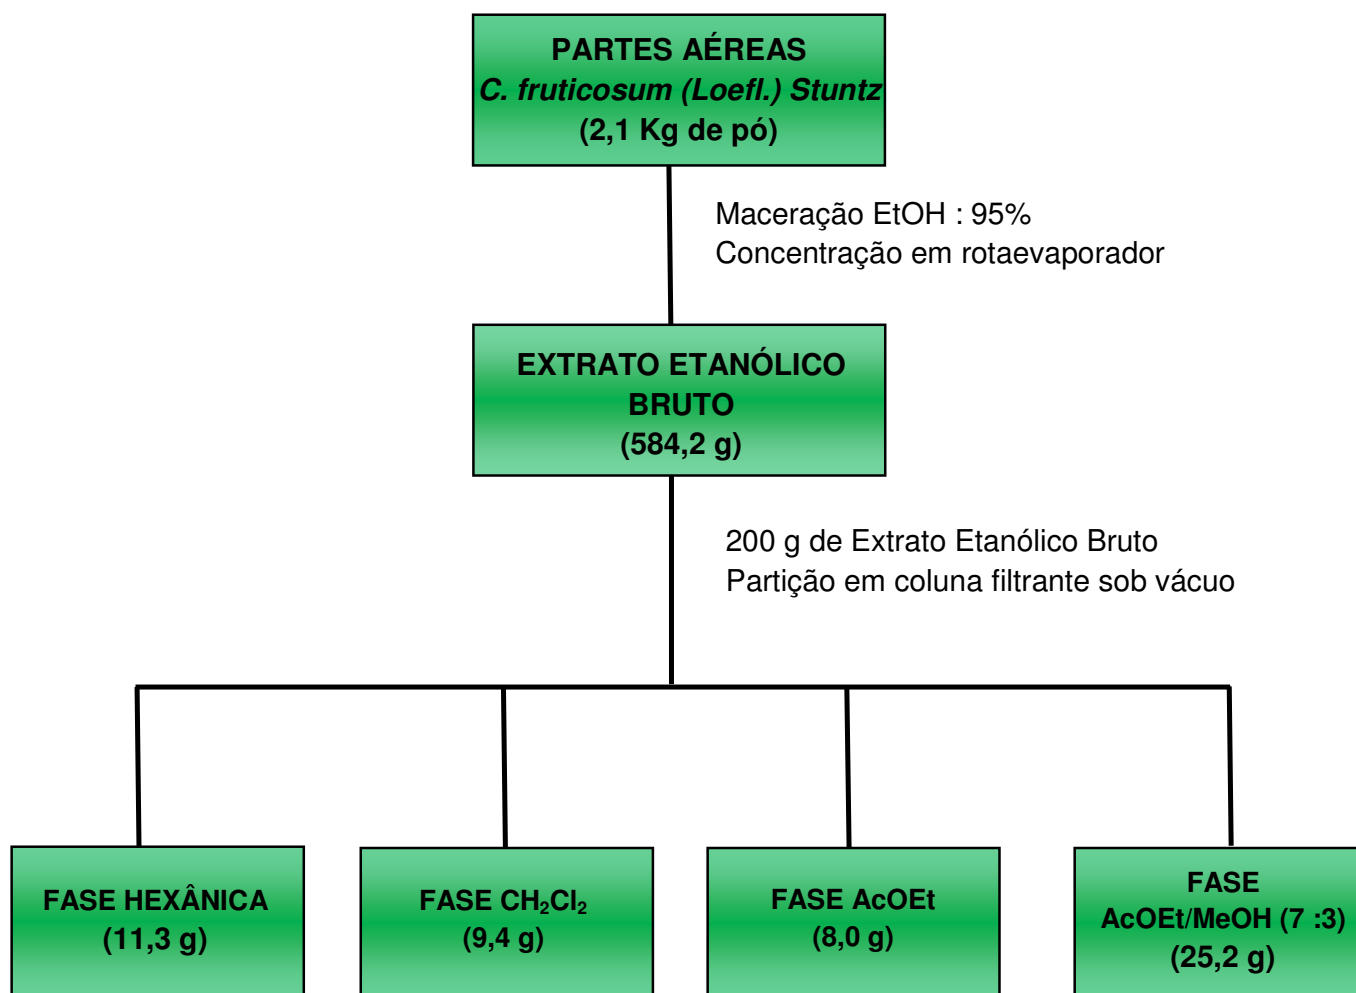 PARTES AÉREAS
C. fruticosum (Loefl.) Stuntz
(2,1 Kg de pó)
Maceração EtOH : 95%
Concentração em rotaevaporador
EXTRATO ETANÓLICO
BRUTO
(584,2 g)
200 g de Extrato Etanólico Bruto
Partição em coluna filtrante sob vácuo
FASE HEXÂNICA
(11,3 g)
FASE CH₂Cl₂
(9,4 g)
FASE AcOEt
(8,0 g)
FASE
AcOEt/MeOH (7 :3)
(25,2 g)